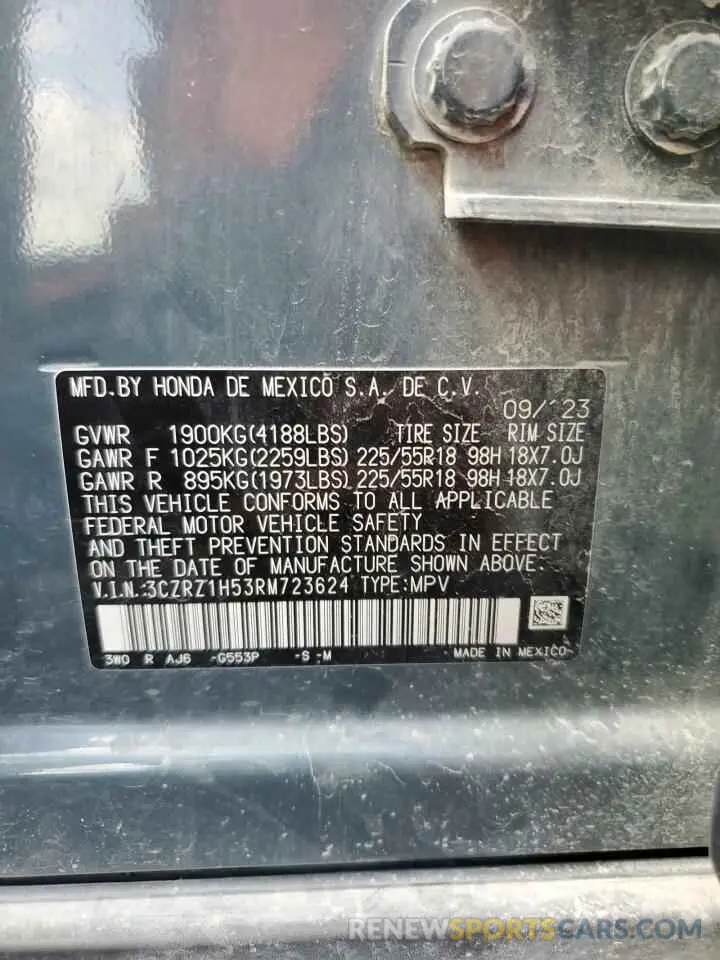 MFD.BY HONDA DE MEXICO S.A. DE C.V.
09/'23
GVWR 1900KG(4188LBS) TIRE SIZE RIM SIZE
GAWR F 1025KG(2259LBS) 225/55R18 98H 18X7.0J
GAWR R 895KG(1973LBS) 225/55R18 98H 18X7.0J
THIS VEHICLE CONFORMS TO ALL APPLICABLE
FEDERAL MOTOR VEHICLE SAFETY
AND THEFT PREVENTION STANDARDS IN EFFECT
ON THE DATE OF MANUFACTURE SHOWN ABOVE.
V.I.N.:3CZRZ1H53RM723624 TYPE:MPV
3W0 R AJ6 -G553P -S -M MADE IN MEXICO
RENEWSPORTSCARS.COM